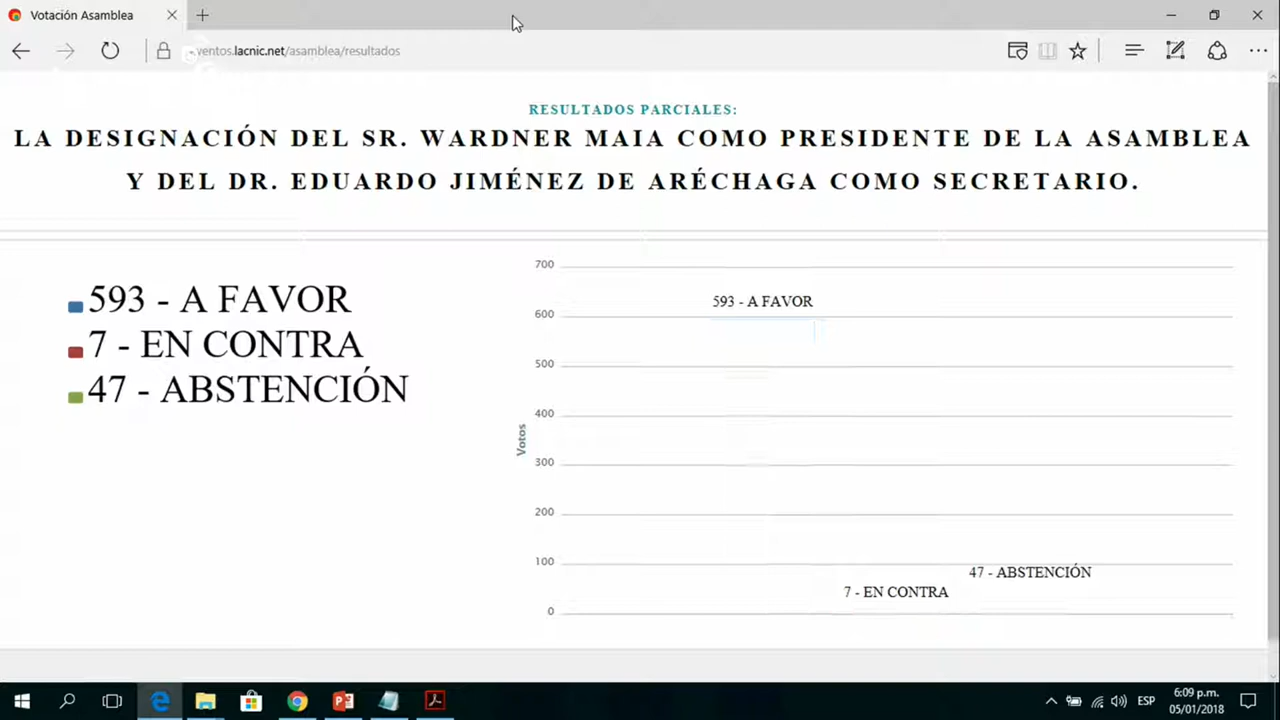 Votación Asamblea
ventos.lacnic.net/asamblea/resultados
RESULTADOS PARCIALES:
LA DESIGNACIÓN DEL SR. WARDNER MAIA COMO PRESIDENTE DE LA ASAMBLEA
Y DEL DR. EDUARDO JIMÉNEZ DE ARÉCHAGA COMO SECRETARIO.
593 - A FAVOR
7 - EN CONTRA
47 - ABSTENCIÓN
700
593 - A FAVOR
600
500
400
Votos
300
200
100
47 - ABSTENCIÓN
7 - EN CONTRA
0
ESP
6:09 p.m.
05/01/2018